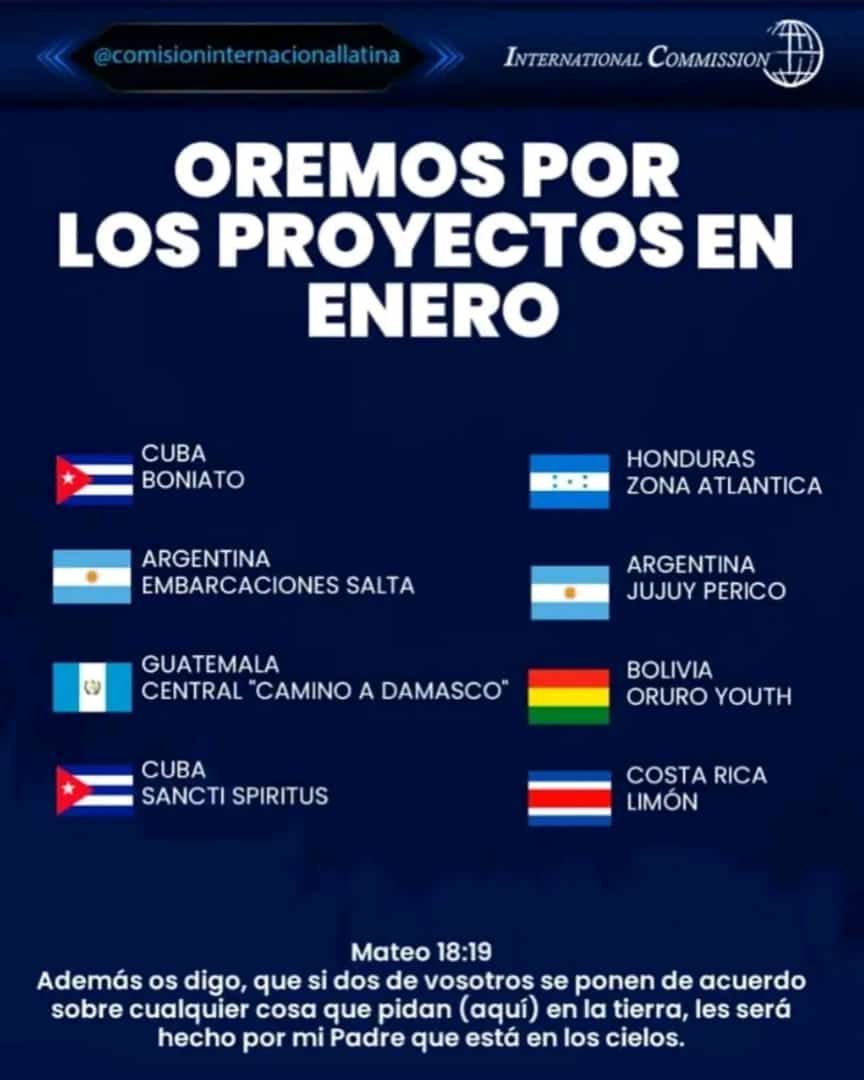 @comisioninternacionallatina
INTERNATIONAL COMMISSION
OREMOS POR
LOS PROYECTOS EN
ENERO
CUBA
BONIATO
ARGENTINA
EMBARCACIONES SALTA
GUATEMALA
CENTRAL "CAMINO A DAMASCO"
CUBA
SANCTI SPIRITUS
HONDURAS
ZONA ATLANTICA
ARGENTINA
JUJUY PERICO
BOLIVIA
ORURO YOUTH
COSTA RICA
LIMÓN
Mateo 18:19
Además os digo, que si dos de vosotros se ponen de acuerdo
sobre cualquier cosa que pidan (aquí) en la tierra, les será
hecho por mi Padre que está en los cielos.